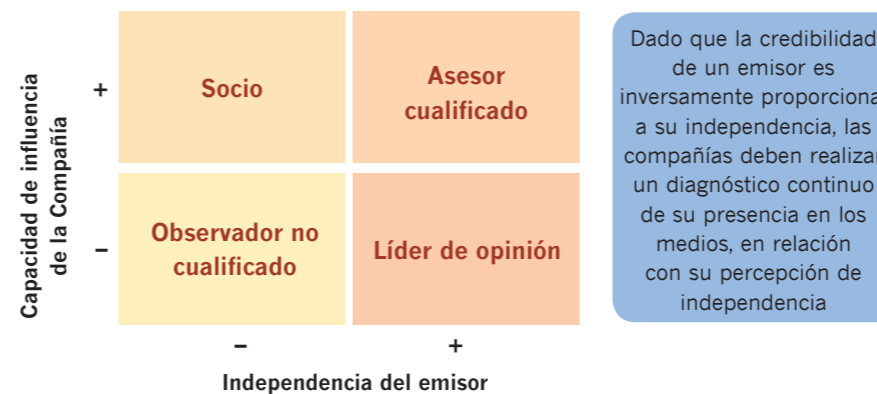 Capacidad de influencia
de la Compañía
+
Socio
Asesor
cualificado
–
Observador no
cualificado
Líder de opinión
–
+
Independencia del emisor
Dado que la credibilidad
de un emisor es
inversamente proporciona
a su independencia, las
compañías deben realiza
un diagnóstico continuo
de su presencia en los
medios, en relación
con su percepción de
independencia